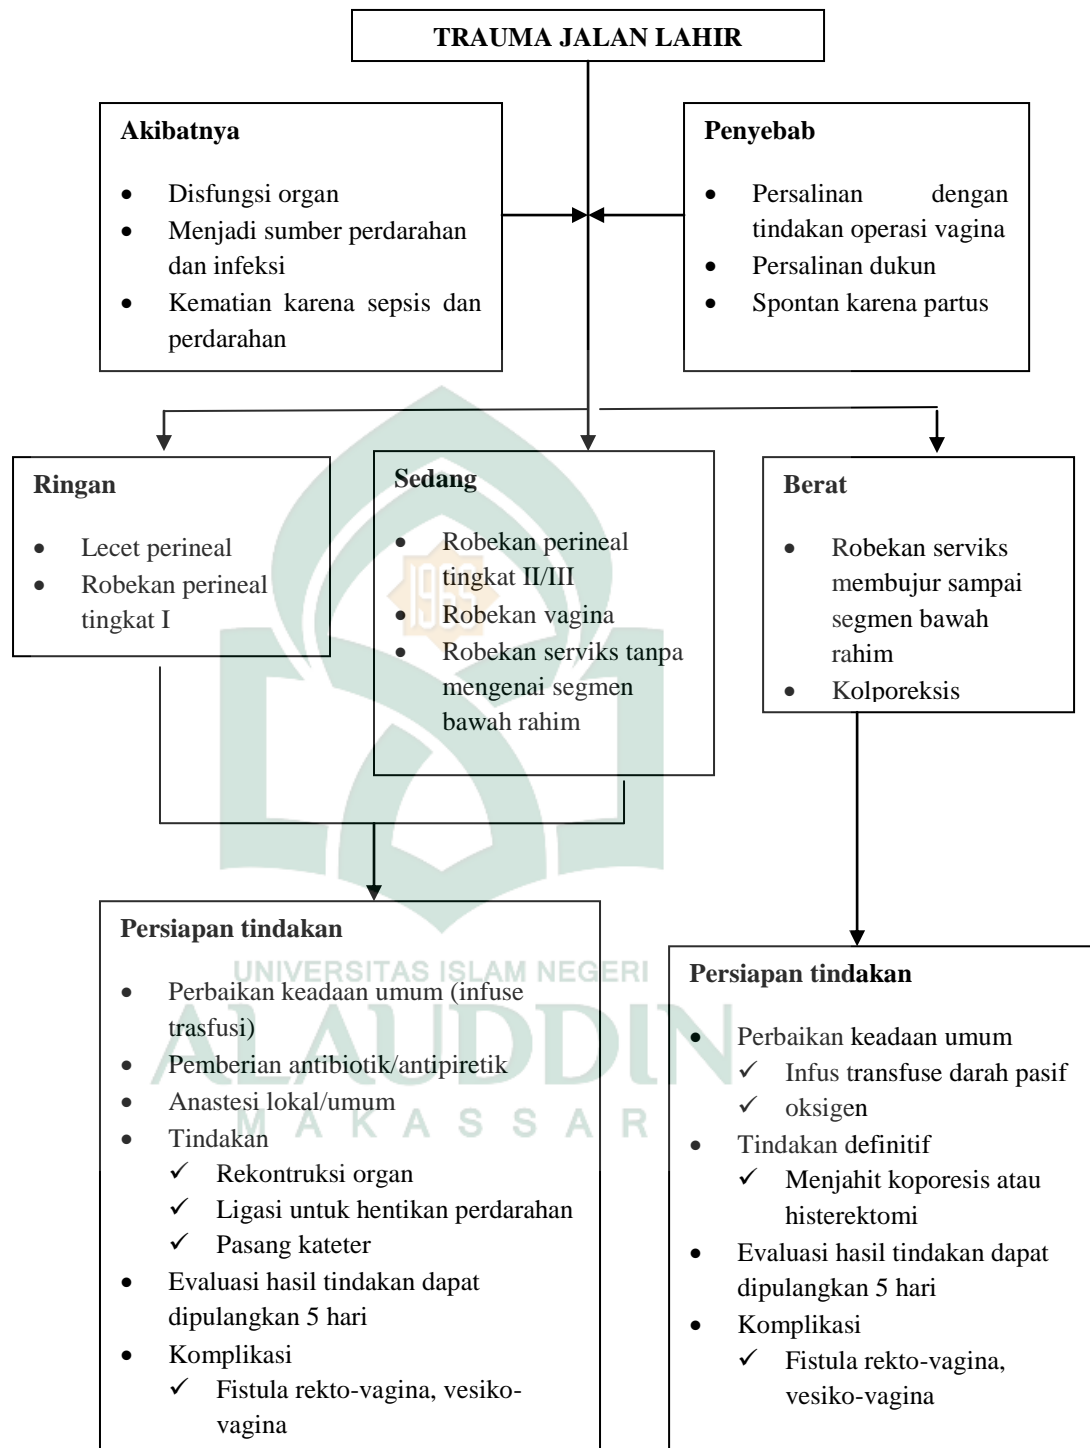 TRAUMA JALAN LAHIR
Akibatnya
• Disfungsi organ
• Menjadi sumber perdarahan
dan infeksi
• Kematian karena sepsis dan
perdarahan
Penyebab
• Persalinan dengan
tindakan operasi vagina
• Persalinan dukun
• Spontan karena partus
Ringan
• Lecet perineal
• Robekan perineal
tingkat I
Sedang
• Robekan perineal
tingkat II/III
• Robekan vagina
• Robekan serviks tanpa
mengenai segmen
bawah rahim
Berat
• Robekan serviks
membujur sampai
segmen bawah
rahim
• Kolporeksis
1965
Persiapan tindakan
• Perbaikan keadaan umum (infuse
trasfusi)
• Pemberian antibiotik/antipiretik
• Anastesi lokal/umum
• Tindakan
✓ Rekontruksi organ
✓ Ligasi untuk hentikan perdarahan
✓ Pasang kateter
• Evaluasi hasil tindakan dapat
dipulangkan 5 hari
• Komplikasi
✓ Fistula rekto-vagina, vesiko-
vagina
Persiapan tindakan
• Perbaikan keadaan umum
✓ Infus transfuse darah pasif
✓ oksigen
• Tindakan definitif
✓ Menjahit koporesis atau
histerektomi
• Evaluasi hasil tindakan dapat
dipulangkan 5 hari
• Komplikasi
✓ Fistula rekto-vagina,
vesiko-vagina
UNIVERSITAS ISLAM NEGERI
ALAUDDIN
MAKASSAR